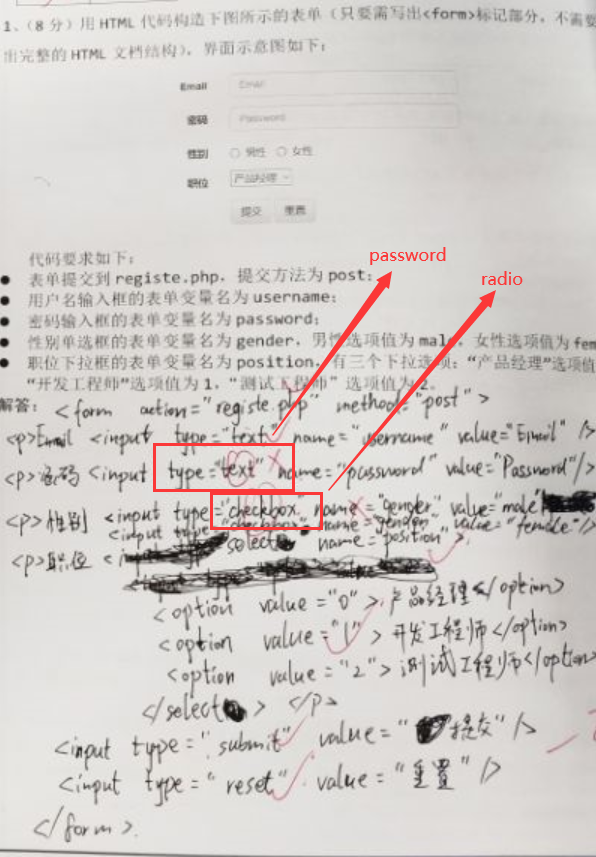 1、（8 分）用 HTML 代码构造下图所示的表单（只要需写出<form>标记部分，不需要
出完整的 HTML 文档结构），界面示意图如下：
Email Email
密码 Password
性别 男性 女性
职位 产品经理
提交 重置
代码要求如下：
password
表单提交到 registe.php，提交方法为 post；
radio
用户名输入框的表单变量名为 username；
密码输入框的表单变量名为 password；
性别单选框的表单变量名为 gender，男性选项值为 male，女性选项值为 fem
职位下拉框的表单变量名为 position，有三个下拉选项：“产品经理”选项值
“开发工程师”选项值为 1，“测试工程师”选项值为 2。
解答： <form action="registe.php" method="post">
<p>Email <input type="text" name="username" value="Email" />
<p>密码 <input type="text" name="password" value="Password"/>
<p>性别 <input type="checkbox" name="gender" value="male"
<input type="checkbox" name="gender" value="female"/>
<p>职位 < select name="position">
<option value="0">产品经理</option>
<option value="1">开发工程师</option>
<option value="2">测试工程师</option>
</select> </p>
<input type="submit" value="提交"/>
<input type="reset" value="重置"/>
</form>